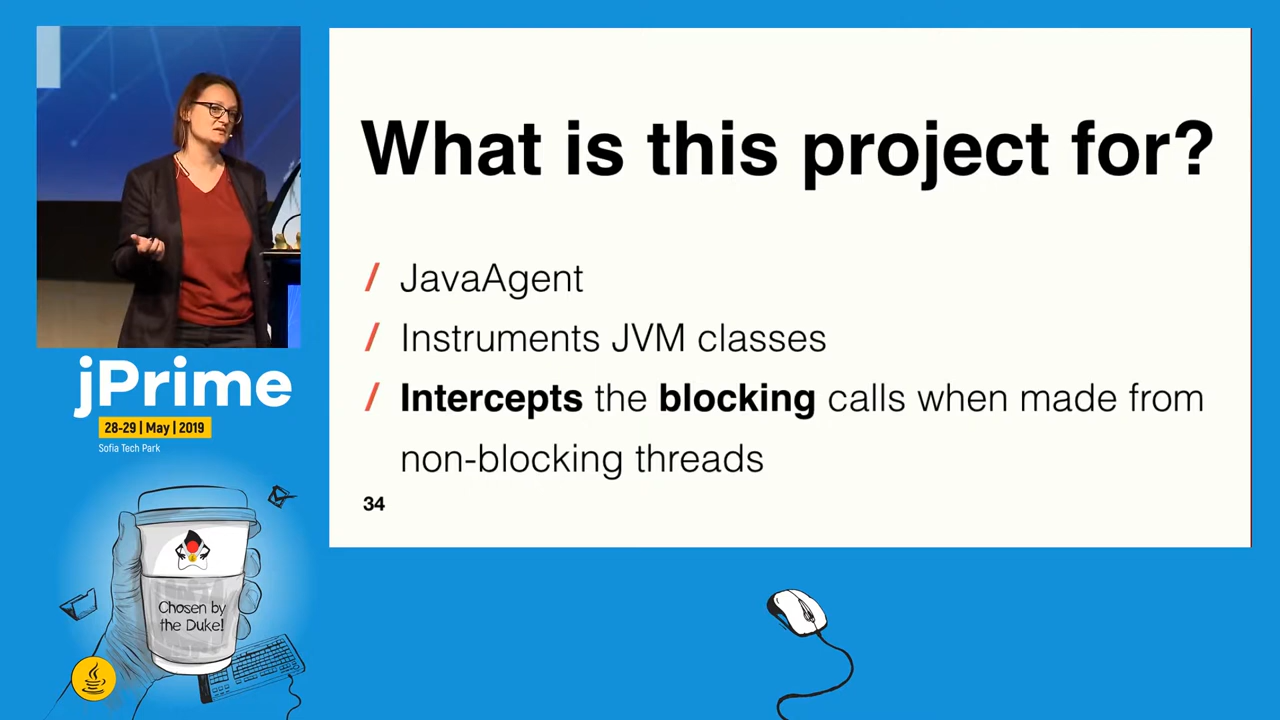 What is this project for?
/ JavaAgent
/ Instruments JVM classes
/ Intercepts the blocking calls when made from
non-blocking threads
34
jPrime
28-29 | May | 2019
Sofia Tech Park
Chosen by
the Duke!